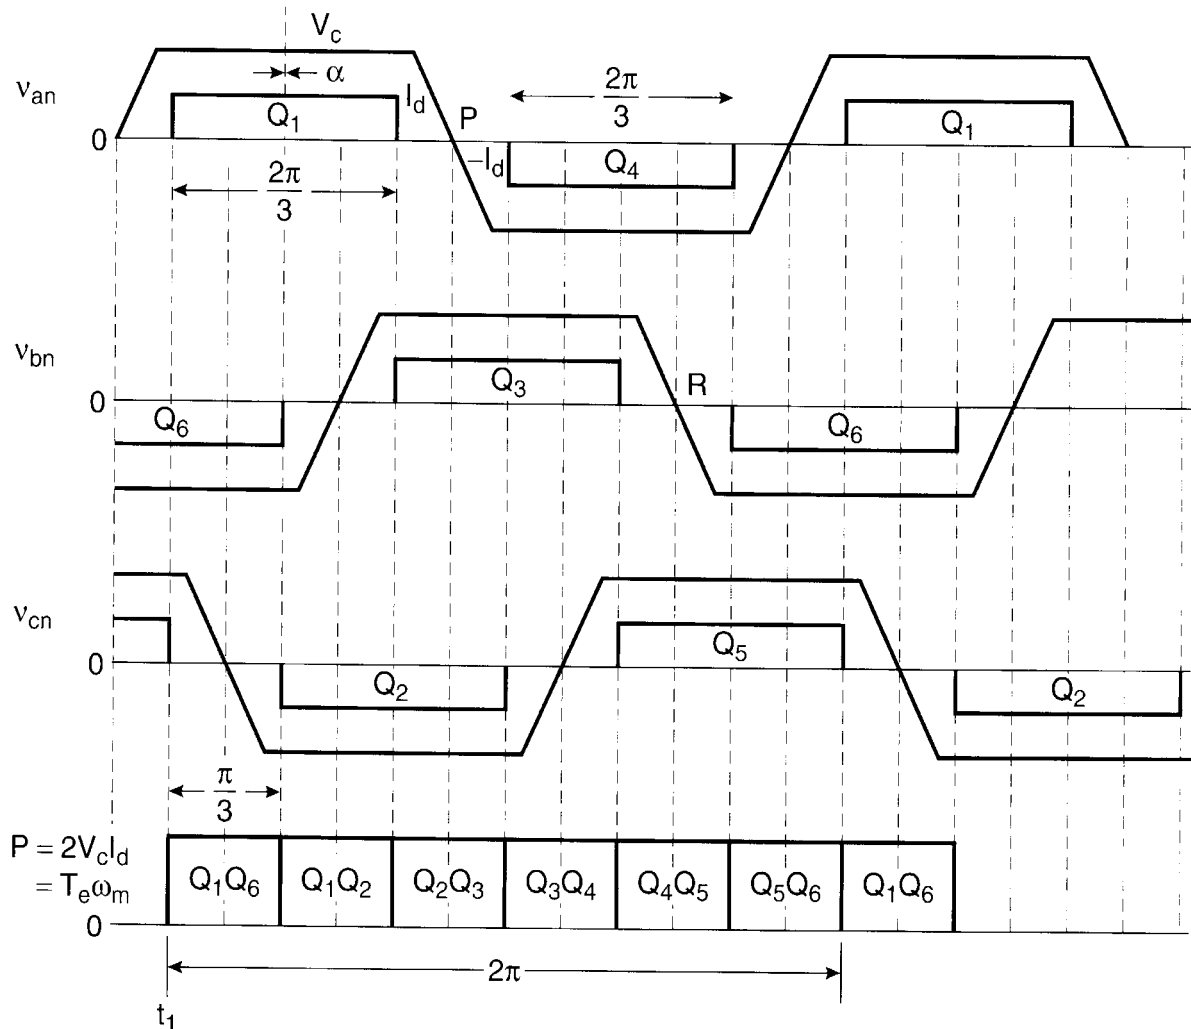 V_c
α
v_an
I_d
2π/3
Q_1
P
Q_1
0
−I_d
Q_4
2π/3
v_bn
Q_3
R
0
Q_6
Q_6
v_cn
Q_5
0
Q_2
Q_2
π/3
P = 2V_cI_d
= T_eω_m
Q_1Q_6
Q_1Q_2
Q_2Q_3
Q_3Q_4
Q_4Q_5
Q_5Q_6
Q_1Q_6
0
2π
t_1